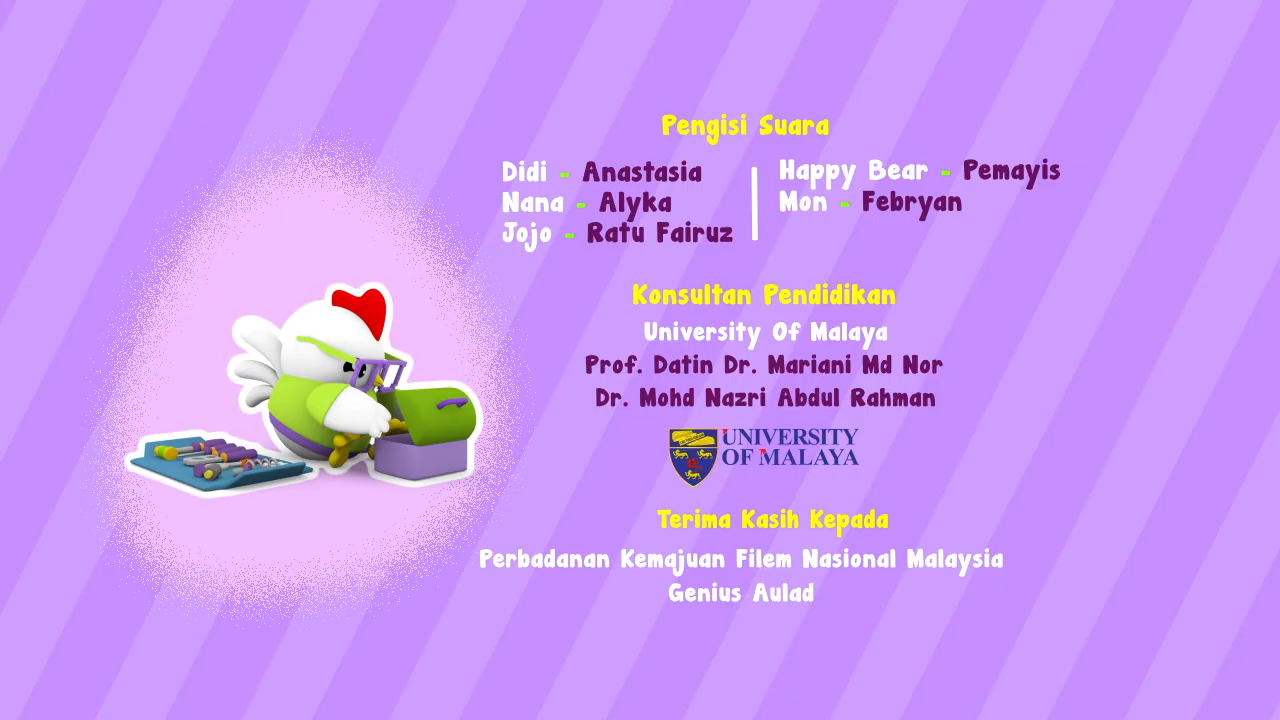 Pengisi Suara
Didi - Anastasia
Nana - Alyka
Jojo - Ratu Fairuz
Happy Bear - Pemayis
Mon - Febryan
Konsultan Pendidikan
University Of Malaya
Prof. Datin Dr. Mariani Md Nor
Dr. Mohd Nazri Abdul Rahman
UNIVERSITY
OF MALAYA
Terima Kasih Kepada
Perbadanan Kemajuan Filem Nasional Malaysia
Genius Aulad